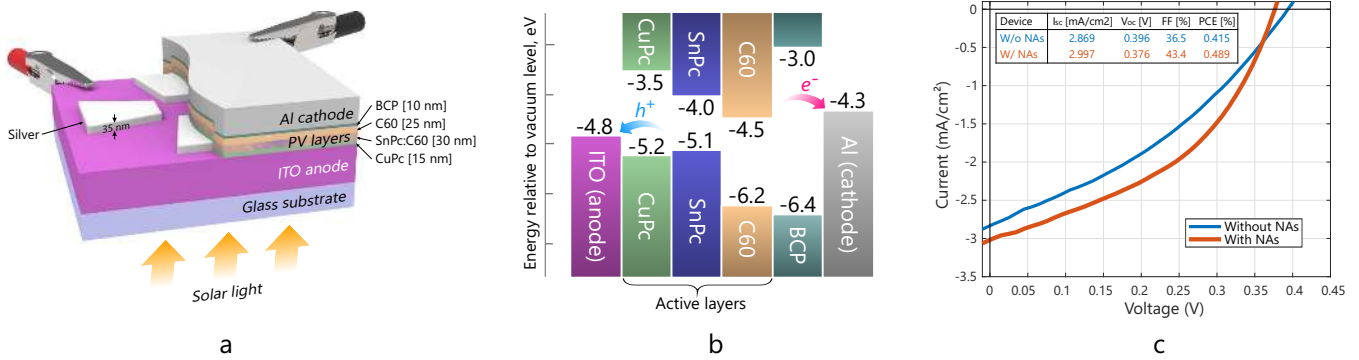 BCP [10 nm]
C60 [25 nm]
SnPc:C60 [30 nm]
CuPc [15 nm]
Silver
35 nm
Al cathode
PV layers
ITO anode
Glass substrate
Solar light
a
Energy relative to vacuum level, eV
CuPc
SnPc
C60
-3.5
-4.0
-4.5
-3.0
h+
e-
-4.3
-4.8
-5.2
-5.1
-6.2
-6.4
ITO (anode)
CuPc
SnPc
C60
BCP
Al (cathode)
Active layers
b
Device Isc [mA/cm2] Voc [V] FF [%] PCE [%]
W/o NAs 2.869 0.396 36.5 0.415
W/ NAs 2.997 0.376 43.4 0.489
0
-0.5
-1
-1.5
-2
-2.5
-3
-3.5
Current (mA/cm²)
Without NAs
With NAs
0 0.05 0.1 0.15 0.2 0.25 0.3 0.35 0.4 0.45
Voltage (V)
c